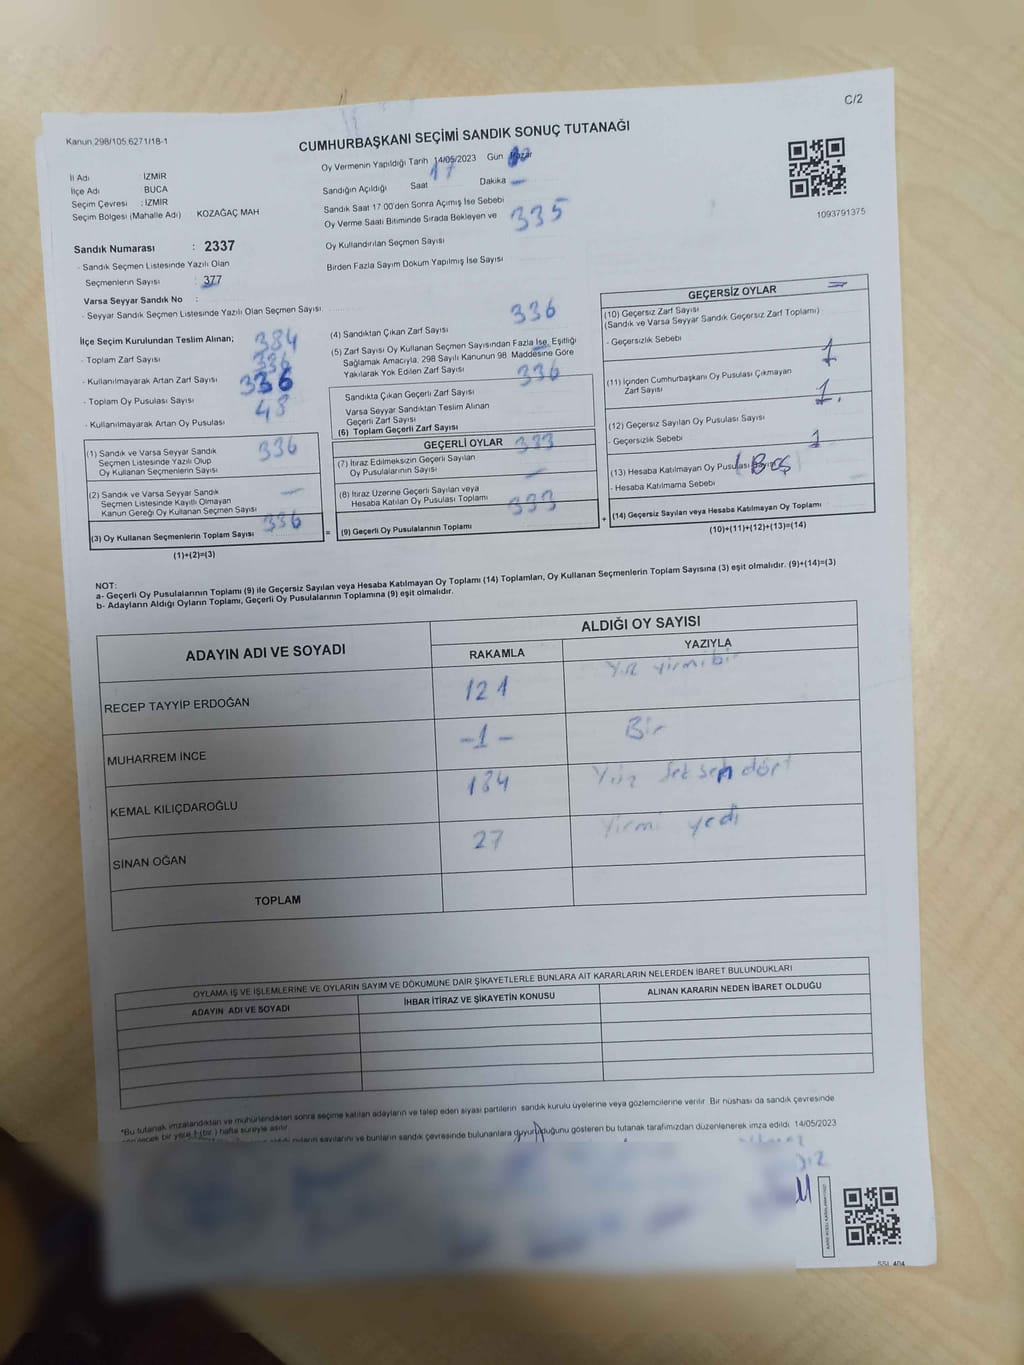 C/2
Kanun 298/105.6271/18-1
CUMHURBAŞKANI SEÇİMİ SANDIK SONUÇ TUTANAĞI
İl Adı İZMİR
İlçe Adı BUCA
Seçim Çevresi : İZMİR
Seçim Bölgesi (Mahalle Adı) KOZAĞAÇ MAH
Sandık Numarası : 2337
- Sandık Seçmen Listesinde Yazılı Olan
Seçmenlerin Sayısı : 377
Varsa Seyyar Sandık No :
- Seyyar Sandık Seçmen Listesinde Yazılı Olan Seçmen Sayısı
Oy Vermenin Yapıldığı Tarih 14/05/2023 Gün Pazar
Sandığın Açıldığı Saat 17 Dakika —
Sandık Saat 17.00'den Sonra Açımış İse Sebebi
Oy Verme Saati Bitiminde Sırada Bekleyen ve 335
Oy Kullandırılan Seçmen Sayısı
Birden Fazla Sayım Döküm Yapılmış İse Sayısı
1093791375
İlçe Seçim Kurulundan Teslim Alınan;
- Toplam Zarf Sayısı 384
- Kullanılmayarak Artan Zarf Sayısı 336
- Toplam Oy Pusulası Sayısı 336
- Kullanılmayarak Artan Oy Pusulası 48
(1) Sandık ve Varsa Seyyar Sandık
Seçmen Listesinde Yazılı Olup 336
Oy Kullanan Seçmenlerin Sayısı
(2) Sandık ve Varsa Seyyar Sandık
Seçmen Listesinde Kayıtlı Olmayan —
Kanun Gereği Oy Kullanan Seçmen Sayısı
(3) Oy Kullanan Seçmenlerin Toplam Sayısı 336
(1)+(2)=(3)
(4) Sandıktan Çıkan Zarf Sayısı 336
(5) Zarf Sayısı Oy Kullanan Seçmen Sayısından Fazla İse, Eşitliği
Sağlamak Amacıyla, 298 Sayılı Kanunun 98. Maddesine Göre
Yakılarak Yok Edilen Zarf Sayısı
Sandıkta Çıkan Geçerli Zarf Sayısı 336
Varsa Seyyar Sandıktan Teslim Alınan
Geçerli Zarf Sayısı
(6) Toplam Geçerli Zarf Sayısı
GEÇERLİ OYLAR
(7) İtiraz Edilmeksizin Geçerli Sayılan 333
Oy Pusulalarının Sayısı
(8) İtiraz Üzerine Geçerli Sayılan veya —
Hesaba Katılan Oy Pusulası Toplamı
= (9) Geçerli Oy Pusulalarının Toplamı 333
GEÇERSİZ OYLAR
(10) Geçersiz Zarf Sayısı
(Sandık ve Varsa Seyyar Sandık Geçersiz Zarf Toplamı)
- Geçersizlik Sebebi
(11) İçinden Cumhurbaşkanı Oy Pusulası Çıkmayan 1
Zarf Sayısı
(12) Geçersiz Sayılan Oy Pusulası Sayısı 1.
- Geçersizlik Sebebi
(13) Hesaba Katılmayan Oy Pusulası Sayısı 1
- Hesaba Katılmama Sebebi (BOŞ)
+ (14) Geçersiz Sayılan veya Hesaba Katılmayan Oy Toplamı
(10)+(11)+(12)+(13)=(14)
NOT:
a- Geçerli Oy Pusulalarının Toplamı (9) ile Geçersiz Sayılan veya Hesaba Katılmayan Oy Toplamı (14) Toplamları, Oy Kullanan Seçmenlerin Toplam Sayısına (3) eşit olmalıdır. (9)+(14)=(3)
b- Adayların Aldığı Oyların Toplamı, Geçerli Oy Pusulalarının Toplamına (9) eşit olmalıdır.
ADAYIN ADI VE SOYADI ALDIĞI OY SAYISI
RAKAMLA YAZIYLA
RECEP TAYYİP ERDOĞAN 121 Yüz yirmibir
MUHARREM İNCE -1- Bir
KEMAL KILIÇDAROĞLU 184 Yüz seksen dört
SİNAN OĞAN 27 Yirmi yedi
TOPLAM
OYLAMA İŞ VE İŞLEMLERİNE VE OYLARIN SAYIM VE DÖKÜMÜNE DAİR ŞİKAYETLERLE BUNLARA AİT KARARLARIN NELERDEN İBARET BULUNDUKLARI
ADAYIN ADI VE SOYADI İHBAR İTİRAZ VE ŞİKAYETİN KONUSU ALINAN KARARIN NEDEN İBARET OLDUĞU
*Bu tutanak imzalandıktan ve mühürlendikten sonra seçime katılan adayların ve talep eden siyasi partilerin sandık kurulu üyelerine veya gözlemcilerine verilir. Bir nüshası da sandık çevresinde
bir yere 1 (bir) hafta süreyle asılır.
sayılarını ve bunların sandık çevresinde bulunanlara duyurulduğunu gösteren bu tutanak tarafımızdan düzenlenerek imza edildi 14/05/2023